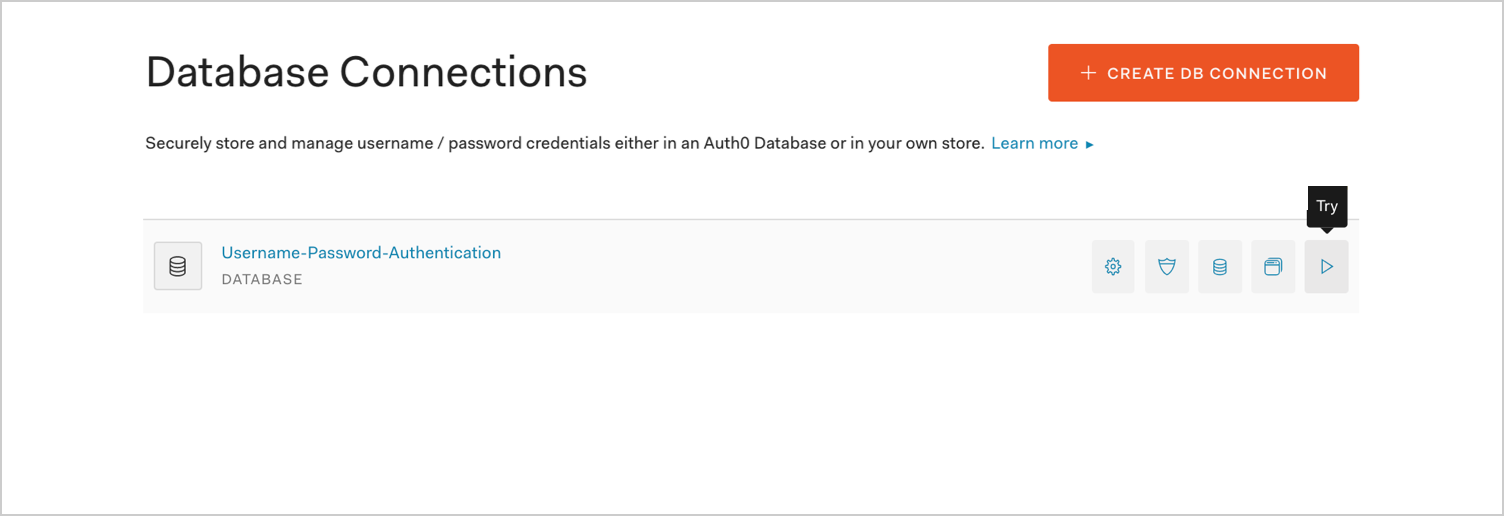 Database Connections
+ CREATE DB CONNECTION
Securely store and manage username / password credentials either in an Auth0 Database or in your own store. Learn more ▸
Try
Username-Password-Authentication
DATABASE